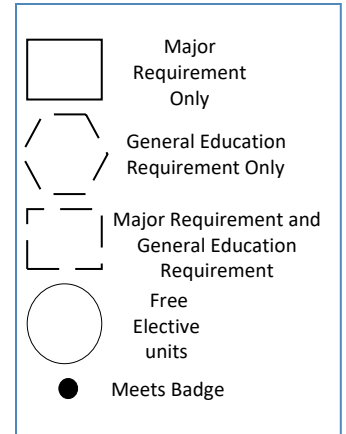 Major
Requirement
Only
General Education
Requirement Only
Major Requirement and
General Education
Requirement
Free
Elective
units
Meets Badge